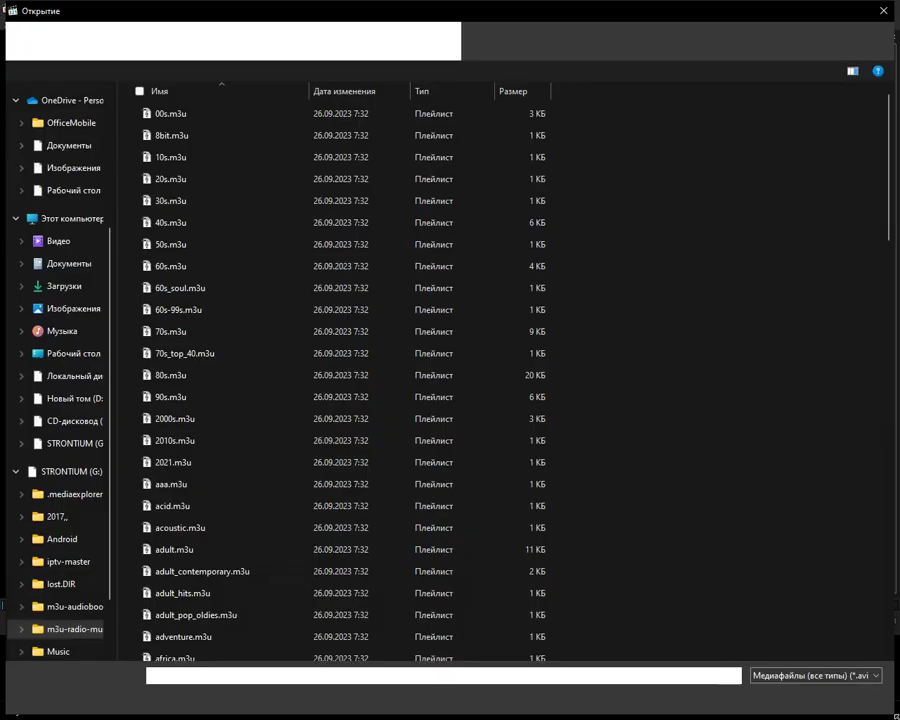 Открытие
Имя Дата изменения Тип Размер
OneDrive - Perso
OfficeMobile
Документы
Изображения
Рабочий стол
Этот компьютер
Видео
Документы
Загрузки
Изображения
Музыка
Рабочий стол
Локальный ди
Новый том (D:
CD-дисковод (
STRONTIUM (G
STRONTIUM (G:)
.mediaexplorer
2017,,
Android
iptv-master
lost.DIR
m3u-audioboo
m3u-radio-mu
Music
00s.m3u 26.09.2023 7:32 Плейлист 3 КБ
8bit.m3u 26.09.2023 7:32 Плейлист 1 КБ
10s.m3u 26.09.2023 7:32 Плейлист 1 КБ
20s.m3u 26.09.2023 7:32 Плейлист 1 КБ
30s.m3u 26.09.2023 7:32 Плейлист 1 КБ
40s.m3u 26.09.2023 7:32 Плейлист 6 КБ
50s.m3u 26.09.2023 7:32 Плейлист 1 КБ
60s.m3u 26.09.2023 7:32 Плейлист 4 КБ
60s_soul.m3u 26.09.2023 7:32 Плейлист 1 КБ
60s-99s.m3u 26.09.2023 7:32 Плейлист 1 КБ
70s.m3u 26.09.2023 7:32 Плейлист 9 КБ
70s_top_40.m3u 26.09.2023 7:32 Плейлист 1 КБ
80s.m3u 26.09.2023 7:32 Плейлист 20 КБ
90s.m3u 26.09.2023 7:32 Плейлист 6 КБ
2000s.m3u 26.09.2023 7:32 Плейлист 3 КБ
2010s.m3u 26.09.2023 7:32 Плейлист 1 КБ
2021.m3u 26.09.2023 7:32 Плейлист 1 КБ
aaa.m3u 26.09.2023 7:32 Плейлист 1 КБ
acid.m3u 26.09.2023 7:32 Плейлист 1 КБ
acoustic.m3u 26.09.2023 7:32 Плейлист 1 КБ
adult.m3u 26.09.2023 7:32 Плейлист 11 КБ
adult_contemporary.m3u 26.09.2023 7:32 Плейлист 2 КБ
adult_hits.m3u 26.09.2023 7:32 Плейлист 1 КБ
adult_pop_oldies.m3u 26.09.2023 7:32 Плейлист 1 КБ
adventure.m3u 26.09.2023 7:32 Плейлист 1 КБ
africa.m3u 26.09.2023 7:32 Плейлист 1 КБ
Медиафайлы (все типы) (*.avi